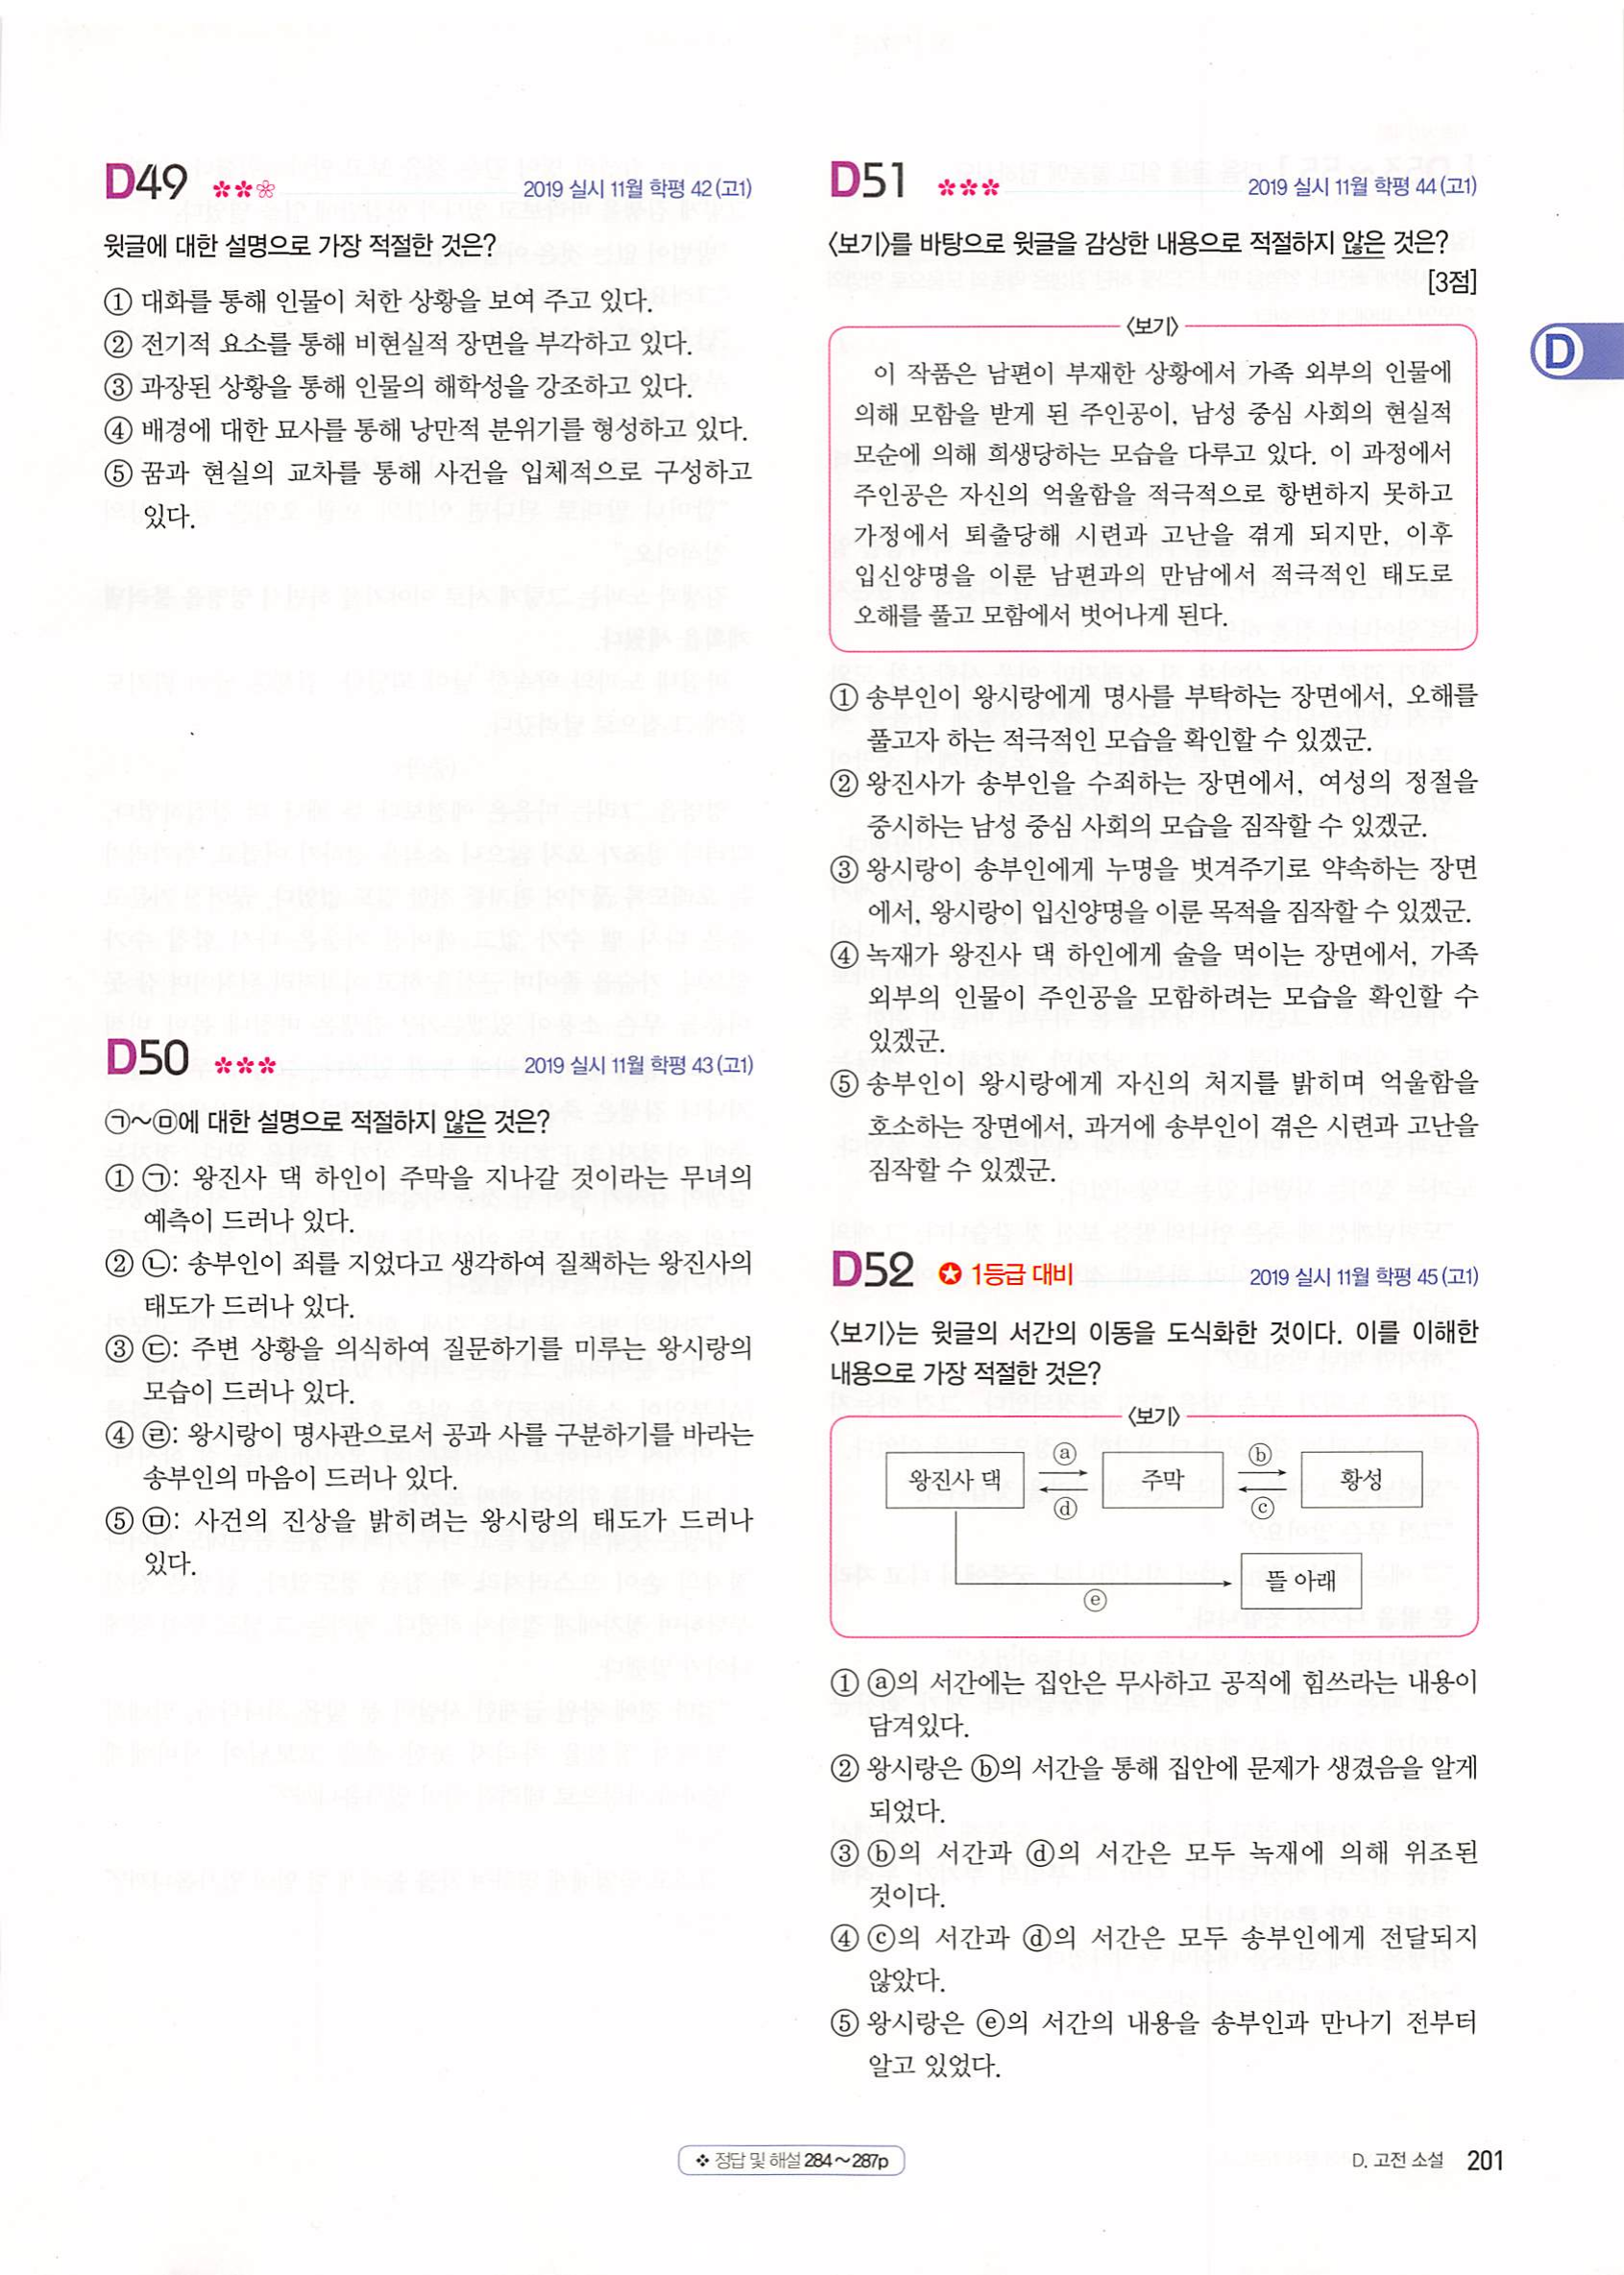 D49
2019 실시 11월 학평 42(고1)
윗글에 대한 설명으로 가장 적절한 것은?
① 대화를 통해 인물이 처한 상황을 보여 주고 있다.
② 전기적 요소를 통해 비현실적 장면을 부각하고 있다.
③ 과장된 상황을 통해 인물의 해학성을 강조하고 있다.
④ 배경에 대한 묘사를 통해 낭만적 분위기를 형성하고 있다.
⑤ 꿈과 현실의 교차를 통해 사건을 입체적으로 구성하고
있다.
D50
2019 실시 11월 학평 43(고1)
㉠~㉤에 대한 설명으로 적절하지 않은 것은?
① ㉠: 왕진사 댁 하인이 주막을 지나갈 것이라는 무녀의
예측이 드러나 있다.
② ㉡: 송부인이 죄를 지었다고 생각하여 질책하는 왕진사의
태도가 드러나 있다.
③ ㉢: 주변 상황을 의식하여 질문하기를 미루는 왕시랑의
모습이 드러나 있다.
④ ㉣: 왕시랑이 명사관으로서 공과 사를 구분하기를 바라는
송부인의 마음이 드러나 있다.
⑤ ㉤: 사건의 진상을 밝히려는 왕시랑의 태도가 드러나
있다.
D51
2019 실시 11월 학평 44(고1)
〈보기〉를 바탕으로 윗글을 감상한 내용으로 적절하지 않은 것은?
[3점]
〈보기〉
이 작품은 남편이 부재한 상황에서 가족 외부의 인물에
의해 모함을 받게 된 주인공이, 남성 중심 사회의 현실적
모순에 의해 희생당하는 모습을 다루고 있다. 이 과정에서
주인공은 자신의 억울함을 적극적으로 항변하지 못하고
가정에서 퇴출당해 시련과 고난을 겪게 되지만, 이후
입신양명을 이룬 남편과의 만남에서 적극적인 태도로
오해를 풀고 모함에서 벗어나게 된다.
① 송부인이 왕시랑에게 명사를 부탁하는 장면에서, 오해를
풀고자 하는 적극적인 모습을 확인할 수 있겠군.
② 왕진사가 송부인을 수죄하는 장면에서, 여성의 정절을
중시하는 남성 중심 사회의 모습을 짐작할 수 있겠군.
③ 왕시랑이 송부인에게 누명을 벗겨주기로 약속하는 장면
에서, 왕시랑이 입신양명을 이룬 목적을 짐작할 수 있겠군.
④ 녹재가 왕진사 댁 하인에게 술을 먹이는 장면에서, 가족
외부의 인물이 주인공을 모함하려는 모습을 확인할 수
있겠군.
⑤ 송부인이 왕시랑에게 자신의 처지를 밝히며 억울함을
호소하는 장면에서, 과거에 송부인이 겪은 시련과 고난을
짐작할 수 있겠군.
D52 ✪ 1등급 대비
2019 실시 11월 학평 45(고1)
〈보기〉는 윗글의 서간의 이동을 도식화한 것이다. 이를 이해한
내용으로 가장 적절한 것은?
〈보기〉
왕진사 댁 ⓐ ⓓ 주막 ⓑ ⓒ 황성
ⓔ 뜰 아래
① ⓐ의 서간에는 집안은 무사하고 공직에 힘쓰라는 내용이
담겨있다.
② 왕시랑은 ⓑ의 서간을 통해 집안에 문제가 생겼음을 알게
되었다.
③ ⓑ의 서간과 ⓓ의 서간은 모두 녹재에 의해 위조된
것이다.
④ ⓒ의 서간과 ⓓ의 서간은 모두 송부인에게 전달되지
않았다.
⑤ 왕시랑은 ⓔ의 서간의 내용을 송부인과 만나기 전부터
알고 있었다.
D
❖ 정답 및 해설 284~287p
D. 고전 소설 201